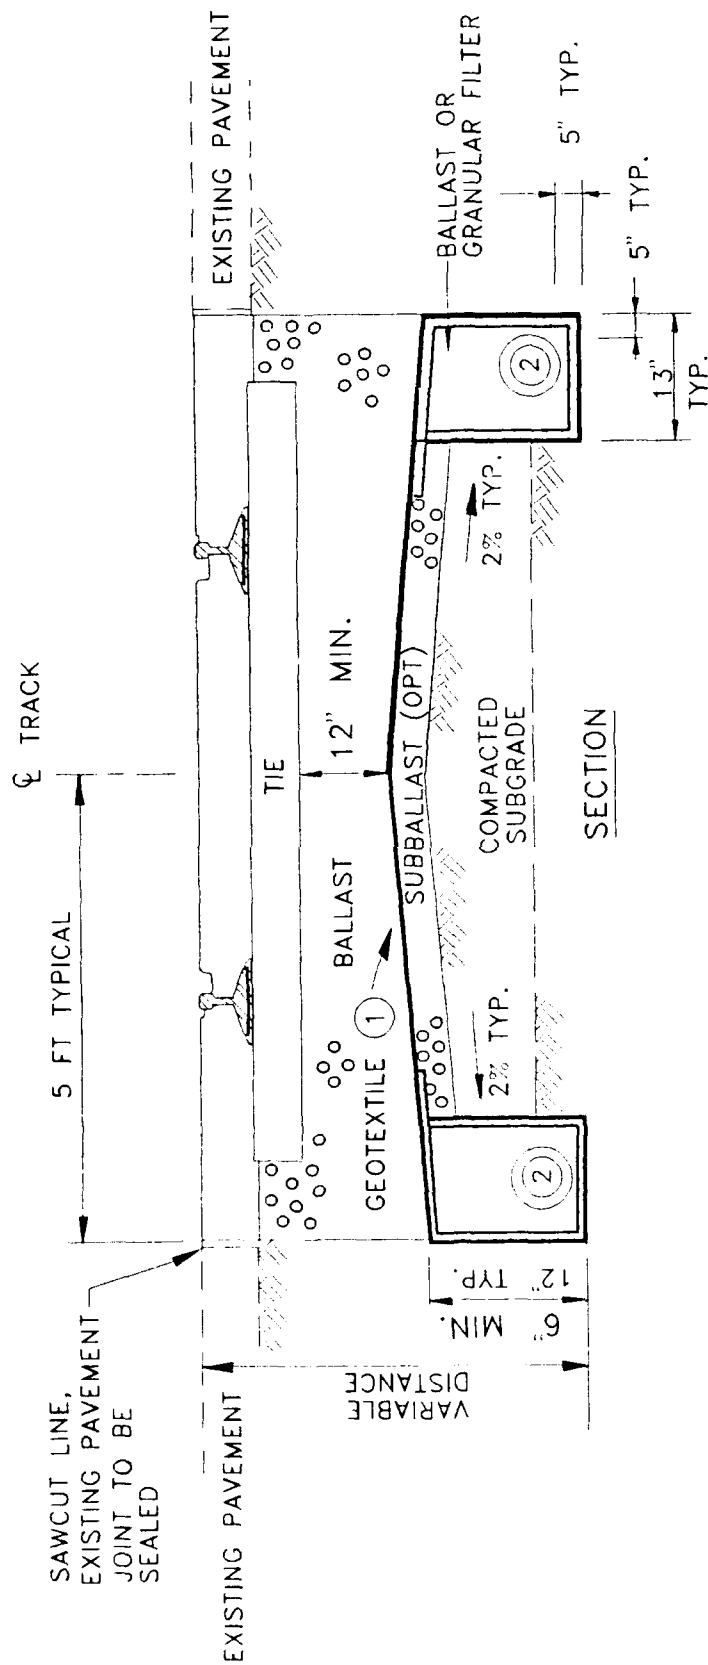 SAWCUT LINE,
EXISTING PAVEMENT
JOINT TO BE
SEALED
EXISTING PAVEMENT
5 FT TYPICAL
℄ TRACK
EXISTING PAVEMENT
TIE
12" MIN.
BALLAST
GEOTEXTILE
1
SUBBALLAST (OPT)
2% TYP.
2% TYP.
COMPACTED
SUBGRADE
BALLAST OR
GRANULAR FILTER
2
2
VARIABLE
DISTANCE
6" MIN.
12" TYP.
5" TYP.
5" TYP.
13"
TYP.
SECTION